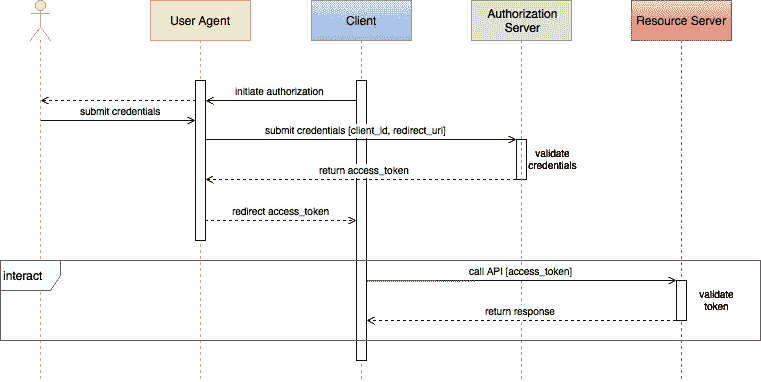 User Agent
Client
Authorization
Server
Resource Server
initiate authorization
submit credentials
submit credentials [client_id, redirect_uri]
validate
credentials
return access_token
redirect access_token
interact
call API [access_token]
validate
token
return response